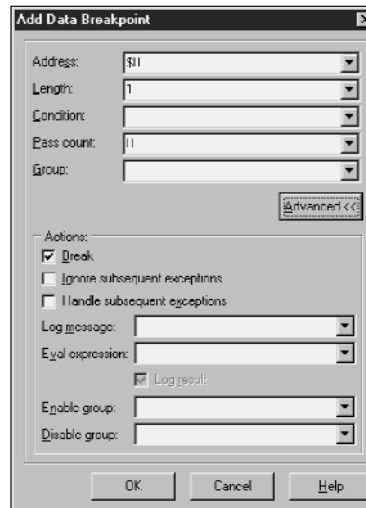 Add Data Breakpoint
Address: $0
Length: 1
Condition:
Pass count: 0
Group:
Advanced <<
Actions:
Break
Ignore subsequent exceptions
Handle subsequent exceptions
Log message:
Eval expression:
Log result
Enable group:
Disable group:
OK Cancel Help